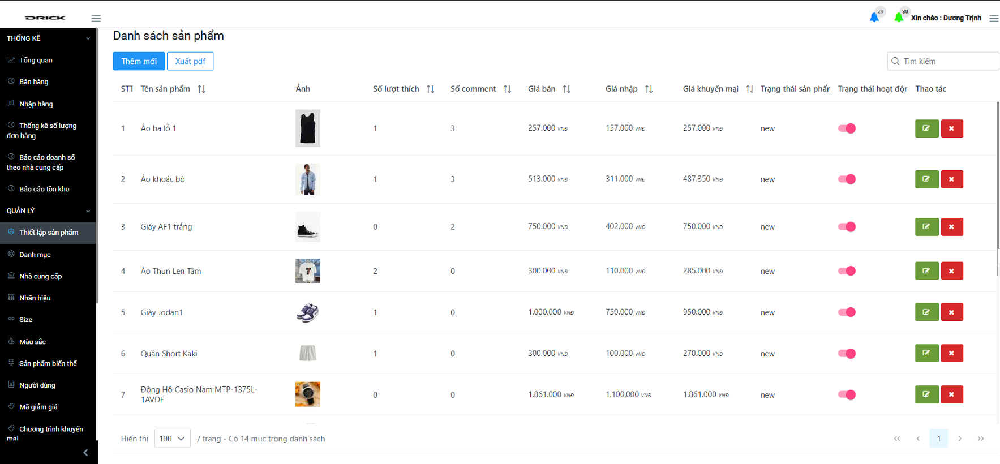 DRICK
29
80
Xin chào : Dương Trịnh
THỐNG KÊ
Tổng quan
Bán hàng
Nhập hàng
Thống kê số lượng
đơn hàng
Báo cáo doanh số
theo nhà cung cấp
Báo cáo tồn kho
QUẢN LÝ
Thiết lập sản phẩm
Danh mục
Nhà cung cấp
Nhãn hiệu
Size
Màu sắc
Sản phẩm biến thể
Người dùng
Mã giảm giá
Chương trình khuyến
mại
Danh sách sản phẩm
Thêm mới Xuất pdf
Tìm kiếm
STT Tên sản phẩm Ảnh Số lượt thích Số comment Giá bán Giá nhập Giá khuyến mại Trạng thái sản phẩn Trạng thái hoạt độr Thao tác
1 Áo ba lỗ 1 1 3 257.000 VNĐ 157.000 VNĐ 257.000 VNĐ new
2 Áo khoác bò 1 3 513.000 VNĐ 311.000 VNĐ 487.350 VNĐ new
3 Giày AF1 trắng 0 2 750.000 VNĐ 402.000 VNĐ 750.000 VNĐ new
4 Áo Thun Len Tăm 2 0 300.000 VNĐ 110.000 VNĐ 285.000 VNĐ new
5 Giày Jodan1 1 0 1.000.000 VNĐ 750.000 VNĐ 950.000 VNĐ new
6 Quần Short Kaki 1 0 300.000 VNĐ 100.000 VNĐ 270.000 VNĐ new
7 Đồng Hồ Casio Nam MTP-1375L-
1AVDF 0 0 1.861.000 VNĐ 1.100.000 VNĐ 1.861.000 VNĐ new
Hiển thị 100 / trang - Có 14 mục trong danh sách
1